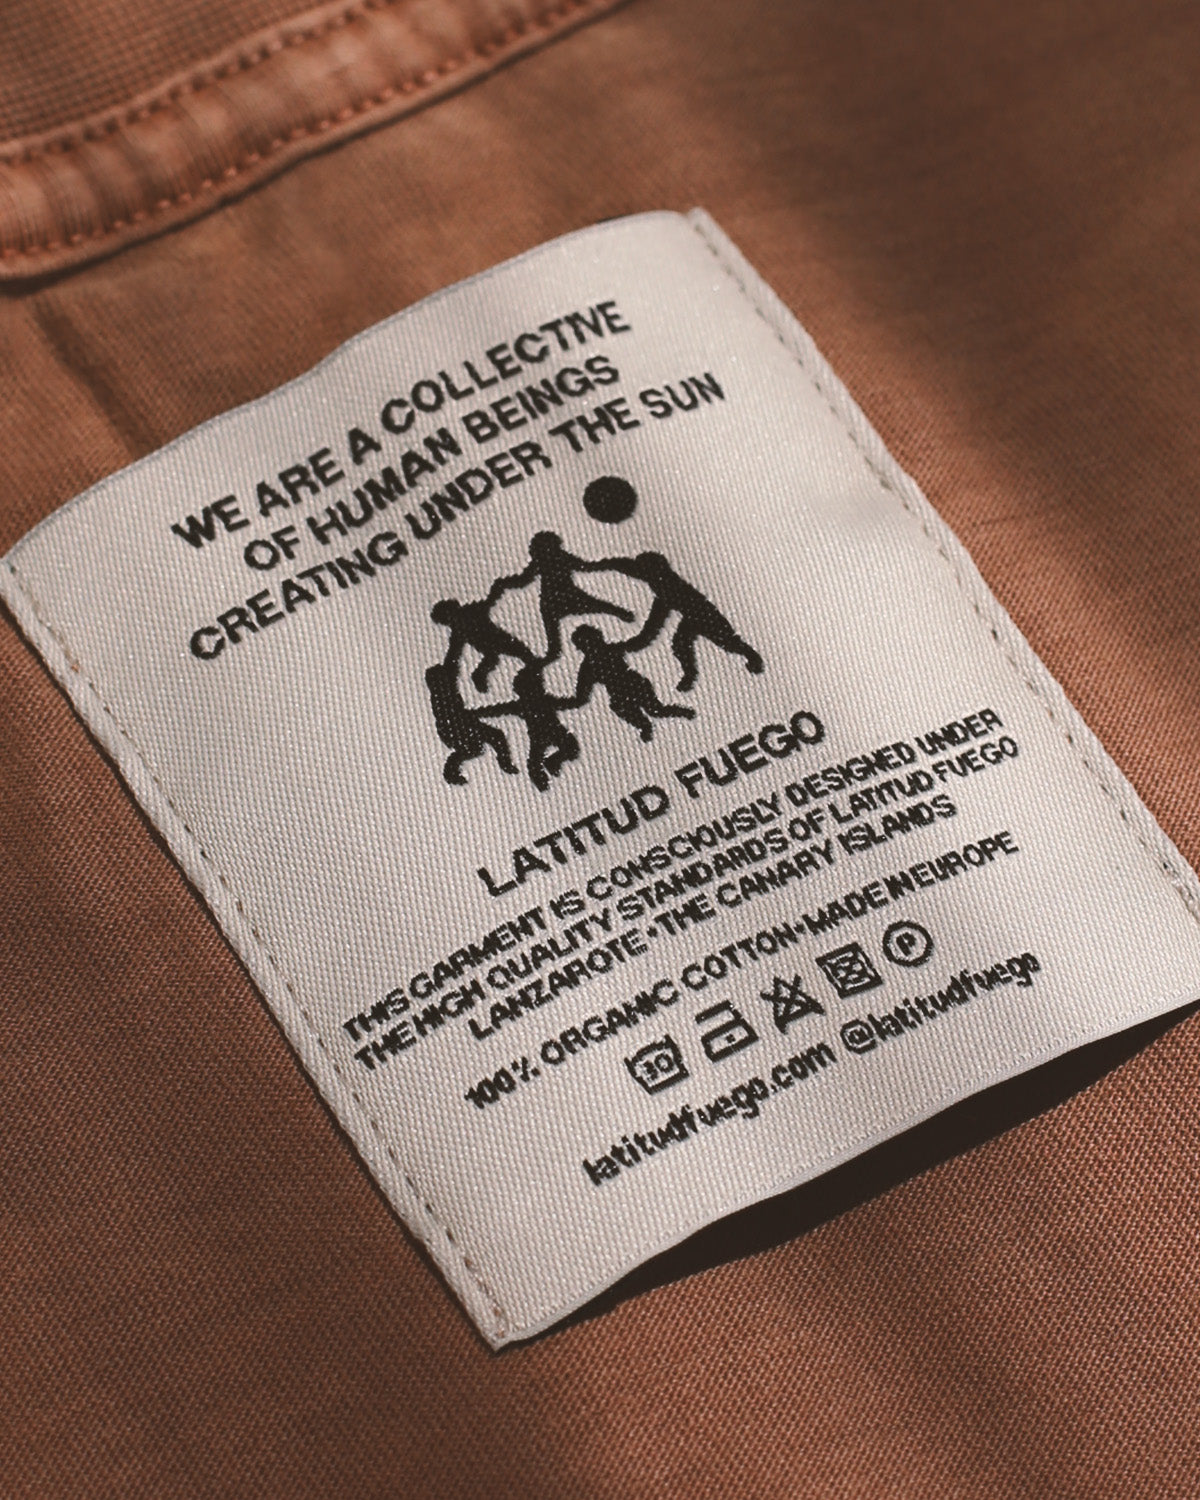 WE ARE A COLLECTIVE
OF HUMAN BEINGS
CREATING UNDER THE SUN
LATITUD FUEGO
THIS GARMENT IS CONSCIOUSLY DESIGNED UNDER
THE HIGH QUALITY STANDARDS OF LATITUD FUEGO
LANZAROTE • THE CANARY ISLANDS
100% ORGANIC COTTON • MADE IN EUROPE
30 P
latitudfuego.com @latitudfuego